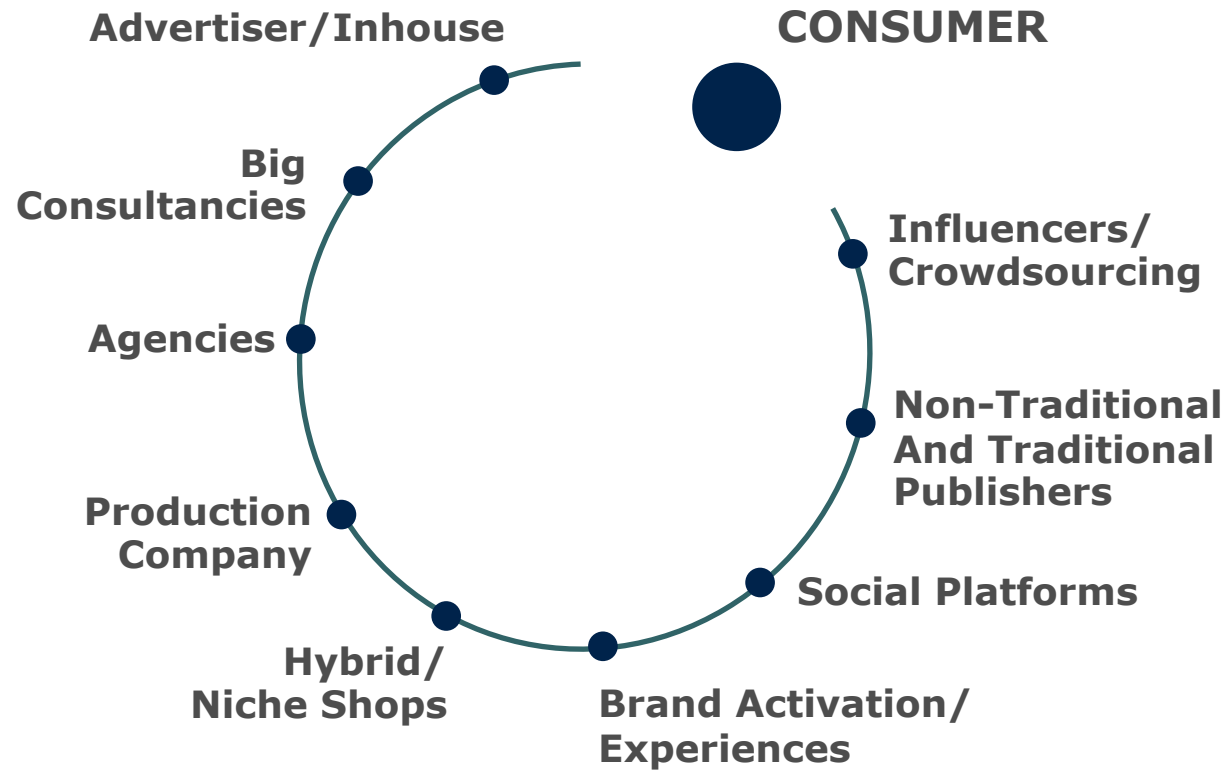 Advertiser/Inhouse
CONSUMER
Big
Consultancies
Influencers/
Crowdsourcing
Agencies
Non-Traditional
And Traditional
Publishers
Production
Company
Social Platforms
Hybrid/
Niche Shops
Brand Activation/
Experiences